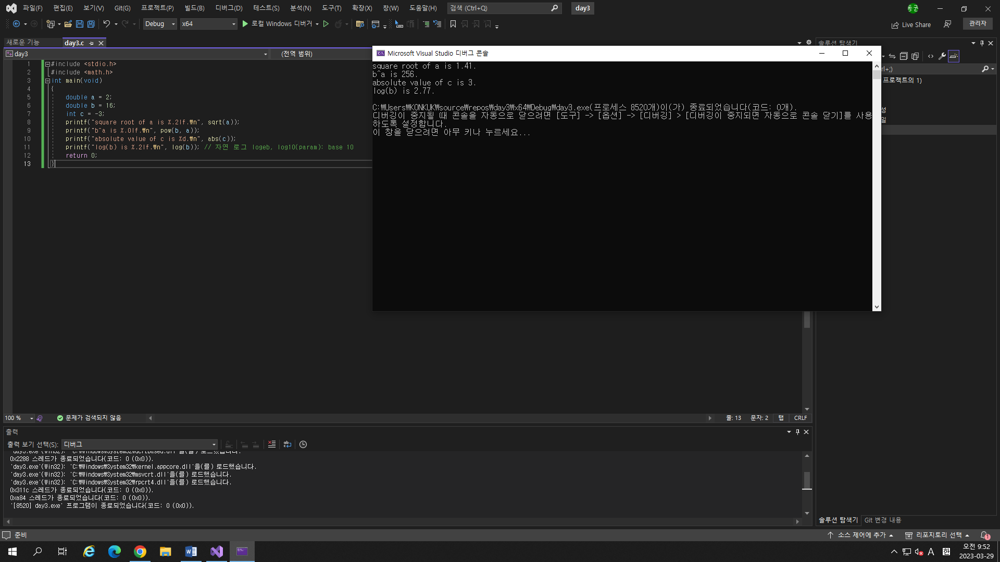 파일(F) 편집(E) 보기(V) Git(G) 프로젝트(P) 빌드(B) 디버그(D) 테스트(S) 분석(N) 도구(T) 확장(X) 창(W) 도움말(H) 검색 (Ctrl+Q) day3
Debug x64 로컬 Windows 디버거 Live Share 관리자
새로운 기능 day3.c 솔루션 탐색기
day3 (전역 범위)
Microsoft Visual Studio 디버그 콘솔
1 #include <stdio.h>
2 #include <math.h>
3 int main(void)
4 {
5 double a = 2;
6 double b = 16;
7 int c = -3;
8 printf("square root of a is %.2lf.₩n", sqrt(a));
9 printf("b^a is %.0lf.₩n", pow(b, a));
10 printf("absolute value of c is %d.₩n", abs(c));
11 printf("log(b) is %.2lf.₩n", log(b)); // 자연 로그 logeb, log10(param): base 10
12 return 0;
13 }
square root of a is 1.41.
b^a is 256.
absolute value of c is 3.
log(b) is 2.77.
C:₩Users₩KONKUK₩source₩repos₩day3₩x64₩Debug₩day3.exe(프로세스 8520개)이(가) 종료되었습니다(코드: 0개).
디버깅이 중지될 때 콘솔을 자동으로 닫으려면 [도구] -> [옵션] -> [디버깅] > [디버깅이 중지되면 자동으로 콘솔 닫기]를 사용
하도록 설정합니다.
이 창을 닫으려면 아무 키나 누르세요...
rl+;)
프로젝트의 1)
성
일
100 % 문제가 검색되지 않음 줄: 13 문자: 2 탭 CRLF
출력
출력 보기 선택(S): 디버그
0x2288 스레드가 종료되었습니다(코드: 0 (0x0)).
'day3.exe'(Win32): 'C:₩Windows₩System32₩kernel.appcore.dll'을(를) 로드했습니다.
'day3.exe'(Win32): 'C:₩Windows₩System32₩msvcrt.dll'을(를) 로드했습니다.
'day3.exe'(Win32): 'C:₩Windows₩System32₩rpcrt4.dll'을(를) 로드했습니다.
0x311c 스레드가 종료되었습니다(코드: 0 (0x0)).
0xa84 스레드가 종료되었습니다(코드: 0 (0x0)).
'[8520] day3.exe' 프로그램이 종료되었습니다(코드: 0 (0x0)).
솔루션 탐색기 Git 변경 내용
준비 소스 제어에 추가 리포지토리 선택 1
A 한 오전 9:52
2023-03-29